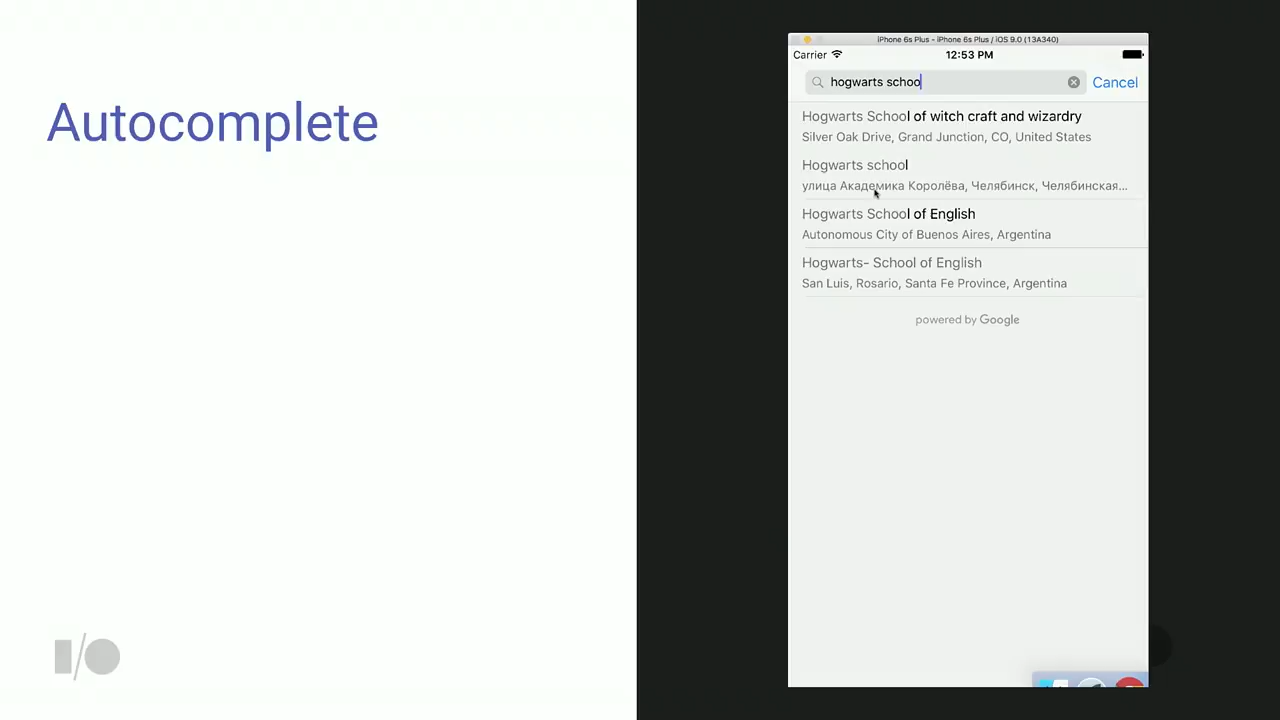 Autocomplete
iPhone 6s Plus - iPhone 6s Plus / iOS 9.0 (13A340)
Carrier 12:53 PM
hogwarts schoo Cancel
Hogwarts School of witch craft and wizardry
Silver Oak Drive, Grand Junction, CO, United States
Hogwarts school
улица Академика Королёва, Челябинск, Челябинская...
Hogwarts School of English
Autonomous City of Buenos Aires, Argentina
Hogwarts- School of English
San Luis, Rosario, Santa Fe Province, Argentina
powered by Google
I/O